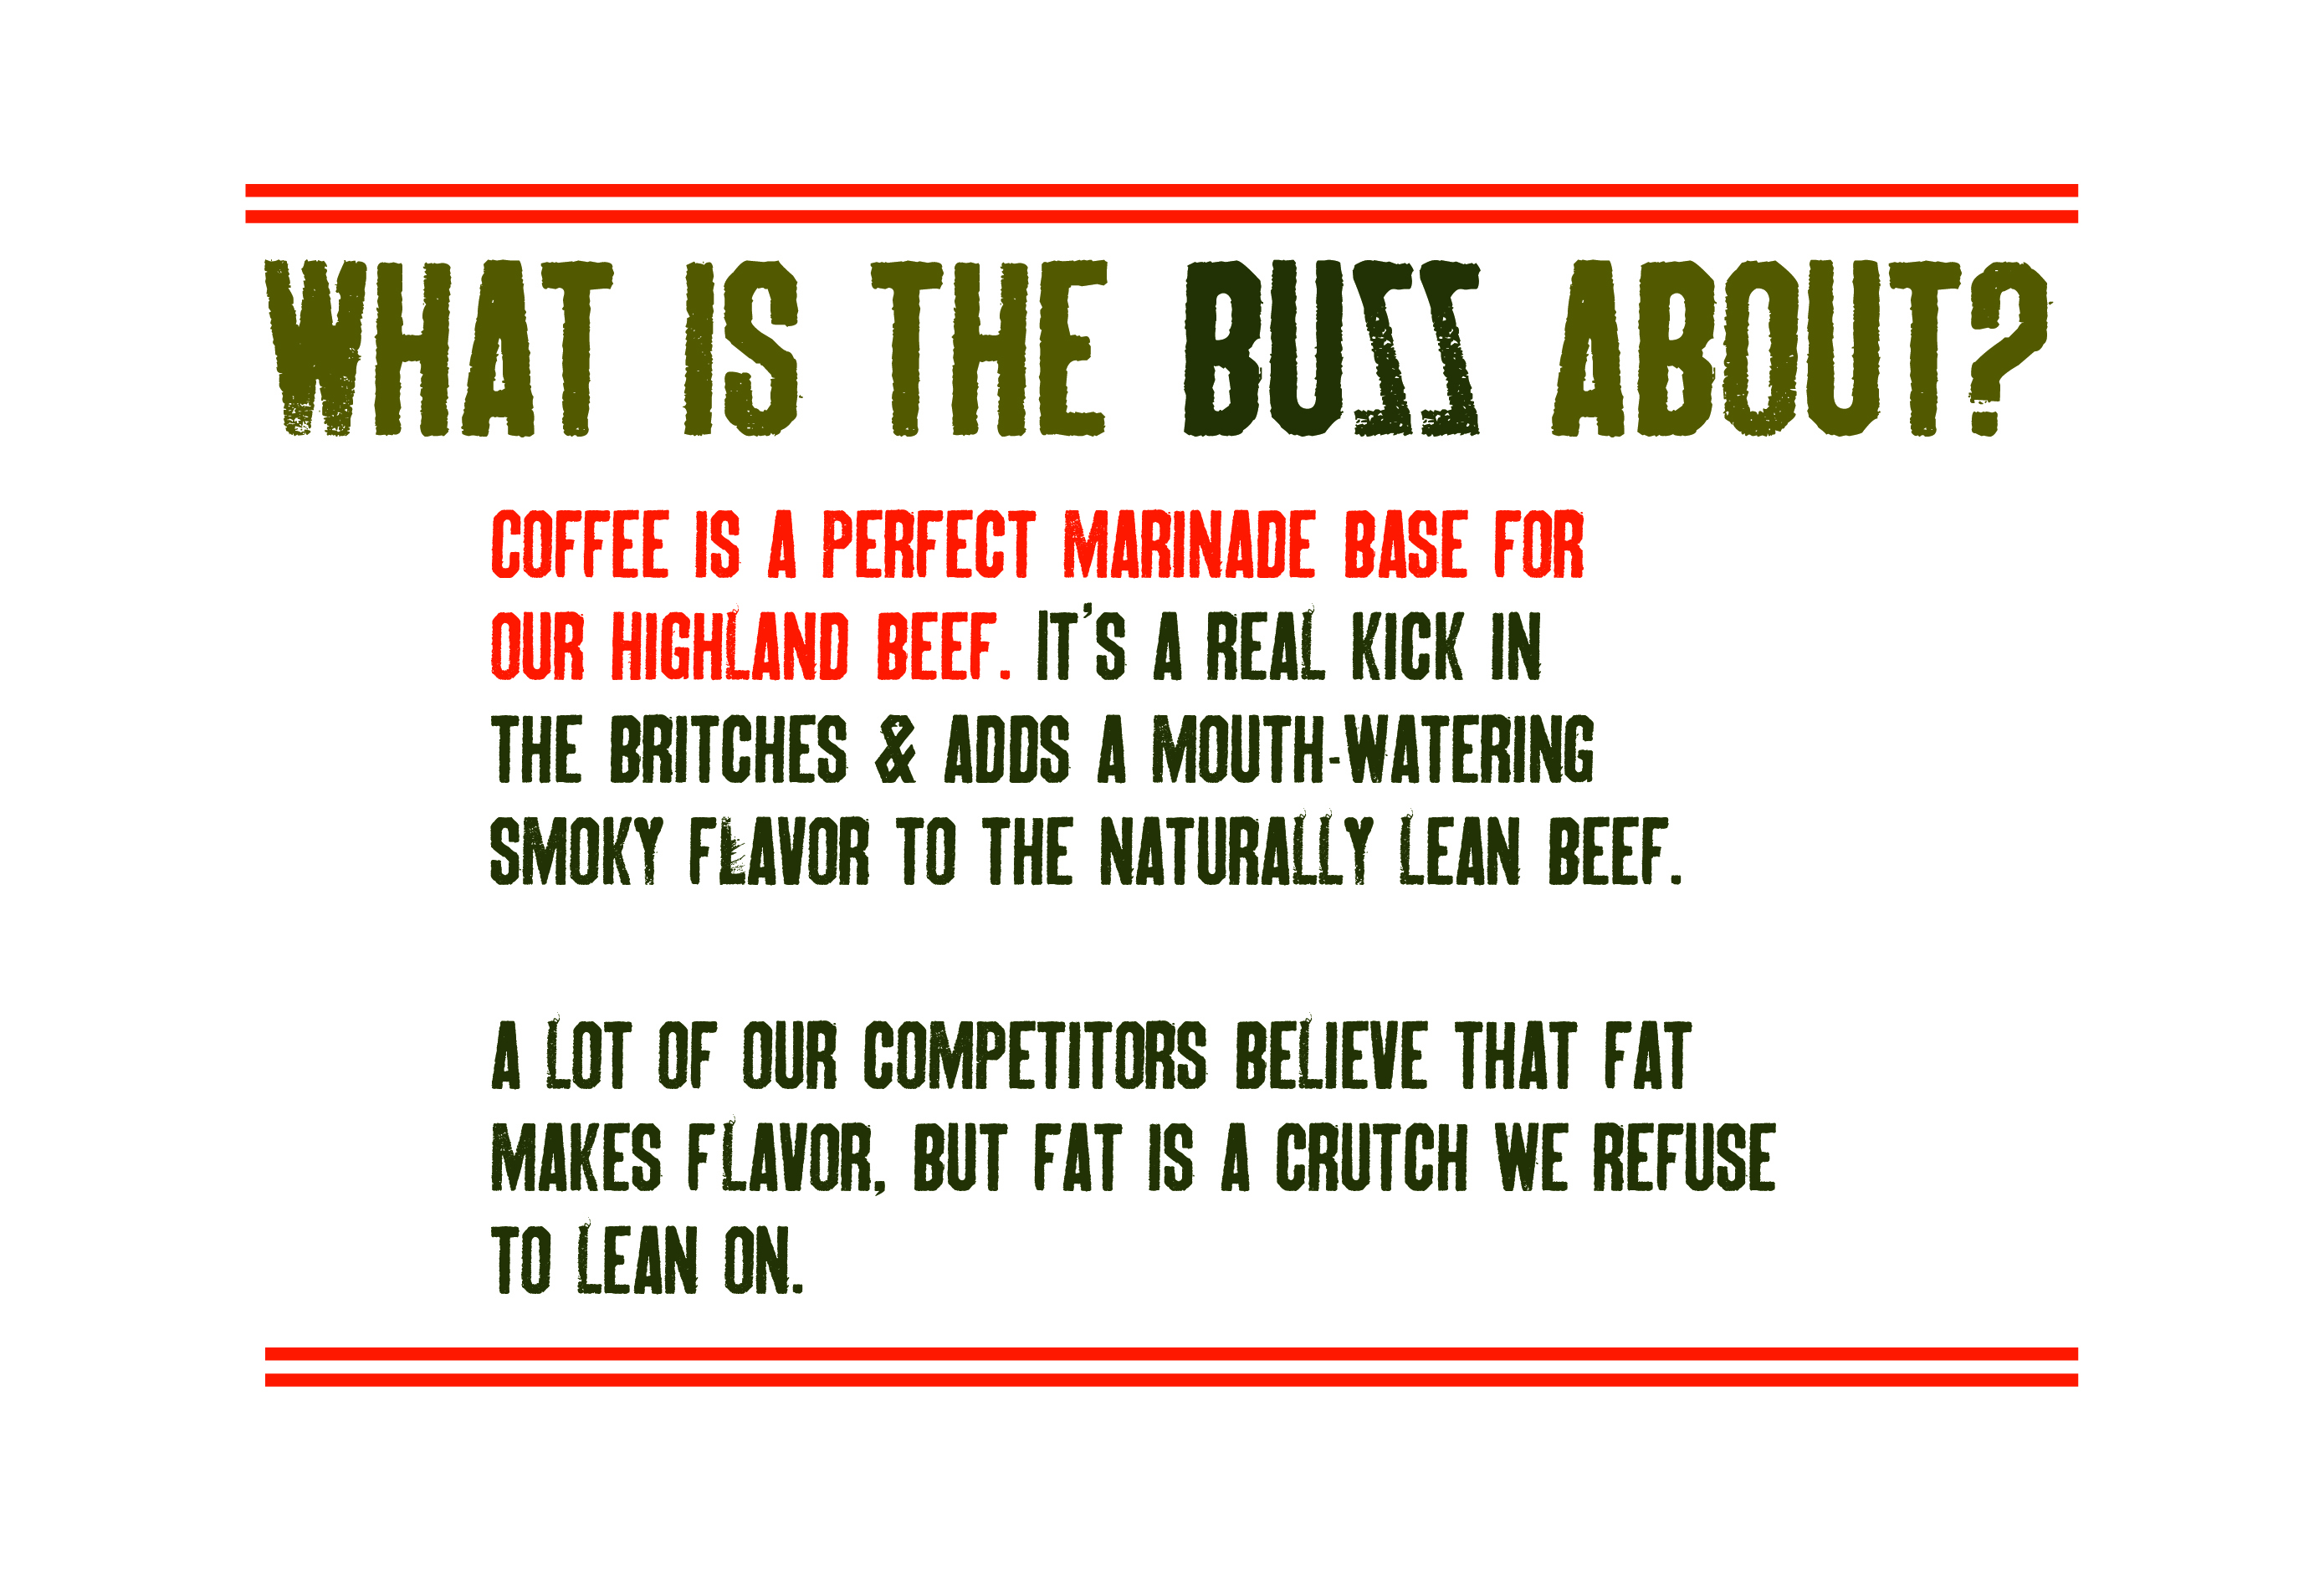 WHAT IS THE BUZZ ABOUT?
COFFEE IS A PERFECT MARINADE BASE FOR
OUR HIGHLAND BEEF. IT'S A REAL KICK IN
THE BRITCHES & ADDS A MOUTH-WATERING
SMOKY FLAVOR TO THE NATURALLY LEAN BEEF.
A LOT OF OUR COMPETITORS BELIEVE THAT FAT
MAKES FLAVOR, BUT FAT IS A CRUTCH WE REFUSE
TO LEAN ON.